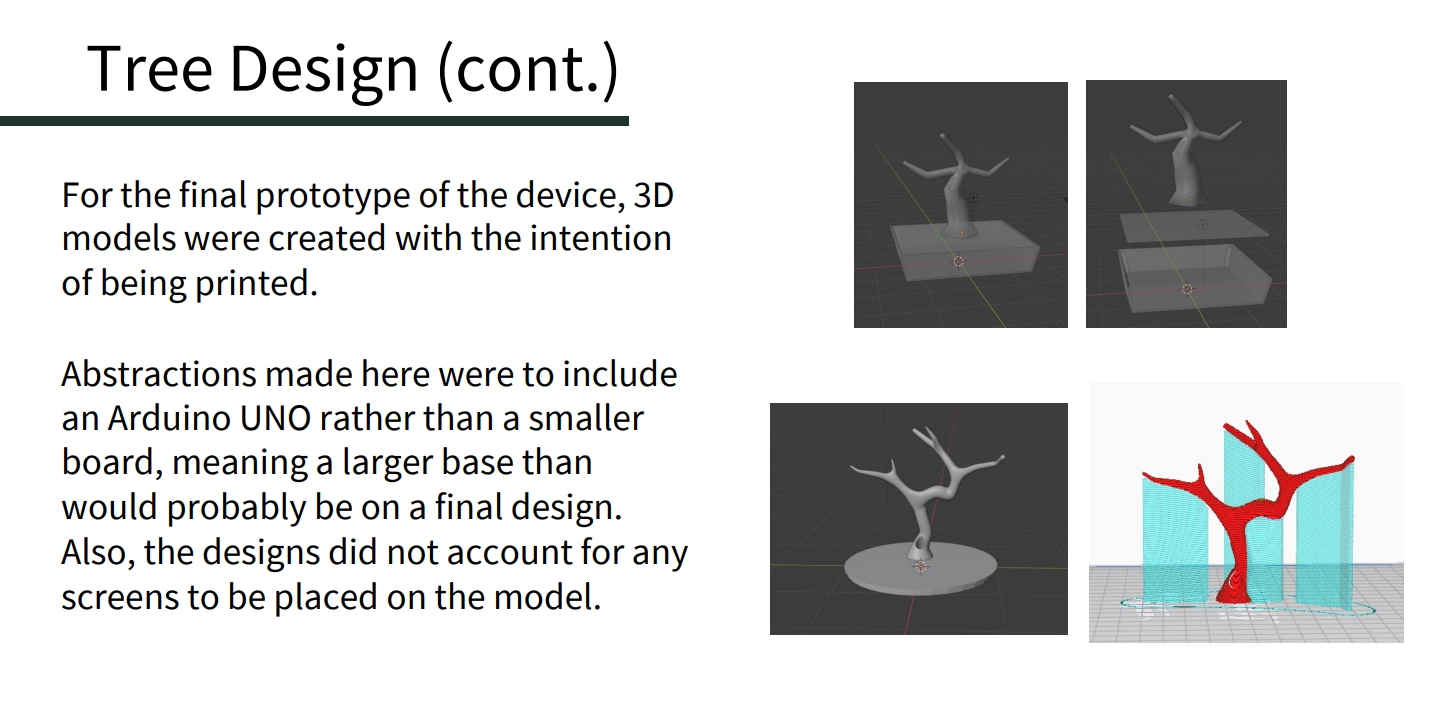 Tree Design (cont.)
For the final prototype of the device, 3D
models were created with the intention
of being printed.
Abstractions made here were to include
an Arduino UNO rather than a smaller
board, meaning a larger base than
would probably be on a final design.
Also, the designs did not account for any
screens to be placed on the model.